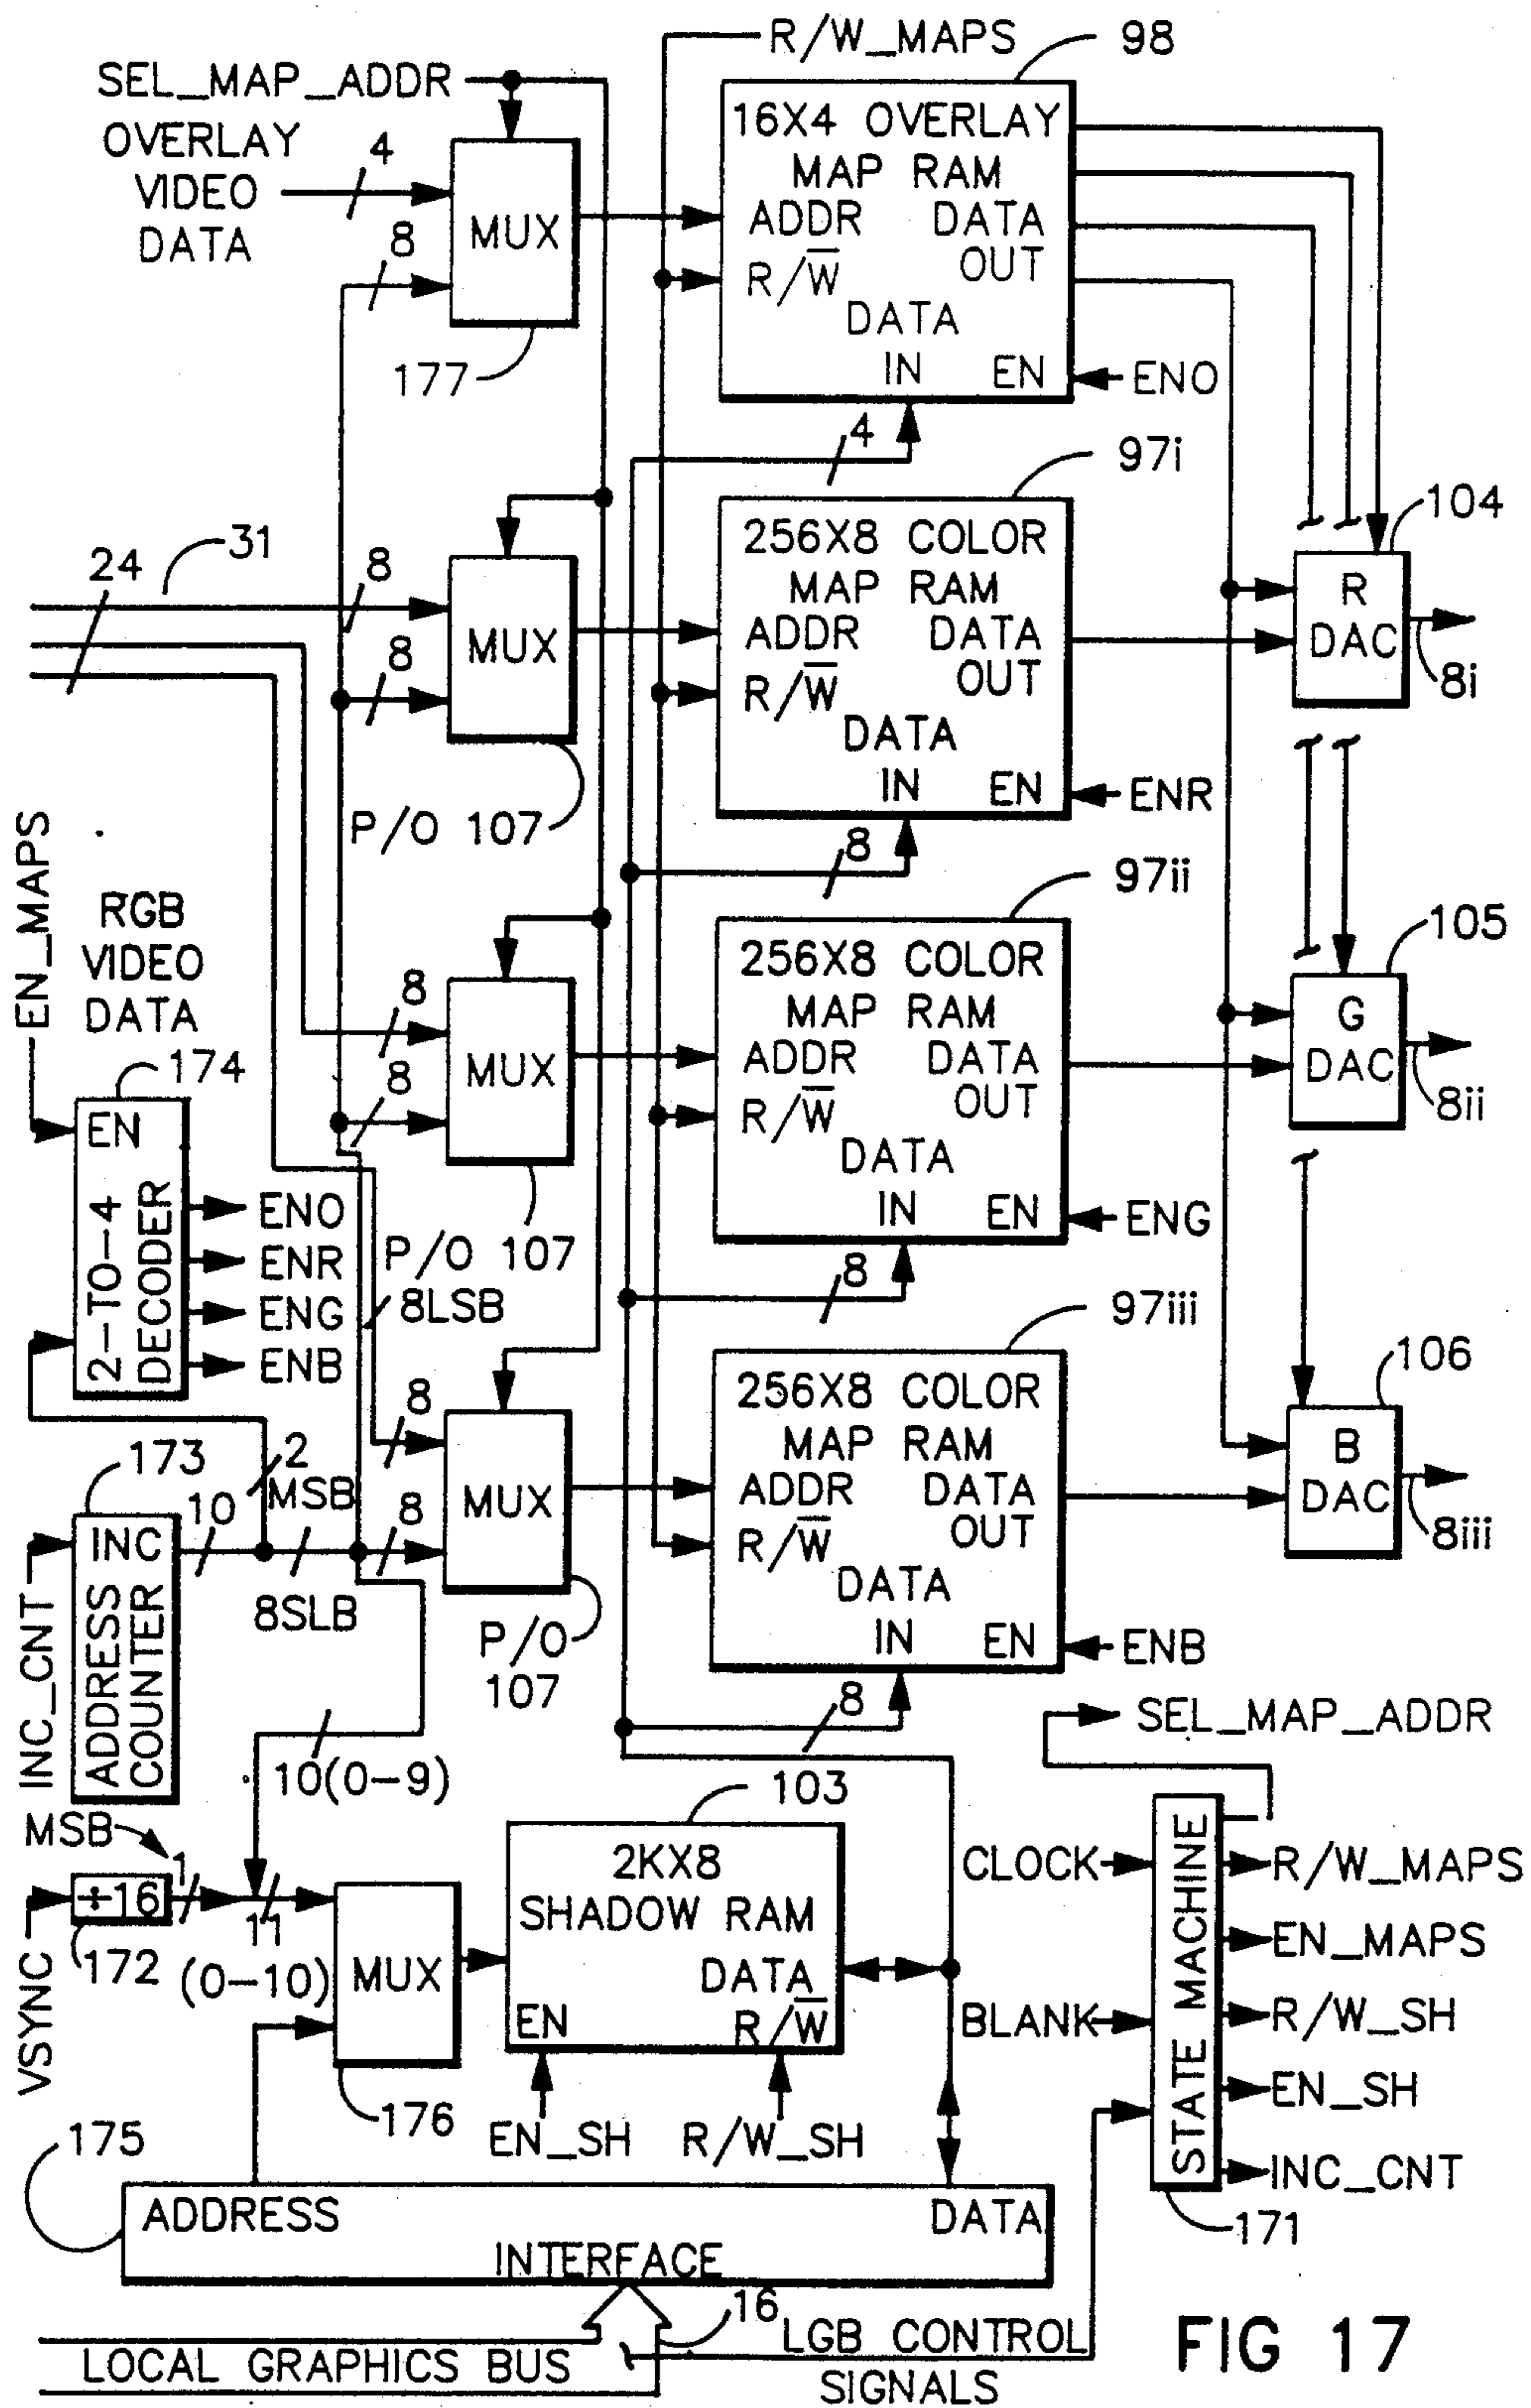 R/W_MAPS
98
SEL_MAP_ADDR
OVERLAY
VIDEO
DATA
4
8
MUX
177
16X4 OVERLAY
MAP RAM
ADDR DATA
OUT
R/W
DATA
IN EN
ENO
4
97i
31
24
8
8
MUX
P/O 107
256X8 COLOR
MAP RAM
ADDR DATA
OUT
R/W
DATA
IN EN
ENR
8
104
R
DAC
8i
EN_MAPS
RGB
VIDEO
DATA
97ii
8
8
MUX
P/O 107
256X8 COLOR
MAP RAM
ADDR DATA
OUT
R/W
DATA
IN EN
ENG
8
105
G
DAC
8ii
174
EN
2-TO-4
DECODER
ENO
ENR
ENG
ENB
8LSB
97iii
8
8
MUX
P/O
107
256X8 COLOR
MAP RAM
ADDR DATA
OUT
R/W
DATA
IN EN
ENB
8
106
B
DAC
8iii
173
10
2
MSB
8SLB
INC
ADDRESS
COUNTER
INC_CNT
10(0-9)
MSB
1
÷16
172
VSYNC
11
(0-10)
MUX
176
103
2KX8
SHADOW RAM
DATA
EN R/W
EN_SH R/W_SH
SEL_MAP_ADDR
CLOCK
BLANK
STATE MACHINE
R/W_MAPS
EN_MAPS
R/W_SH
EN_SH
INC_CNT
171
175
ADDRESS DATA
INTERFACE
16
LOCAL GRAPHICS BUS
LGB CONTROL
SIGNALS
FIG 17